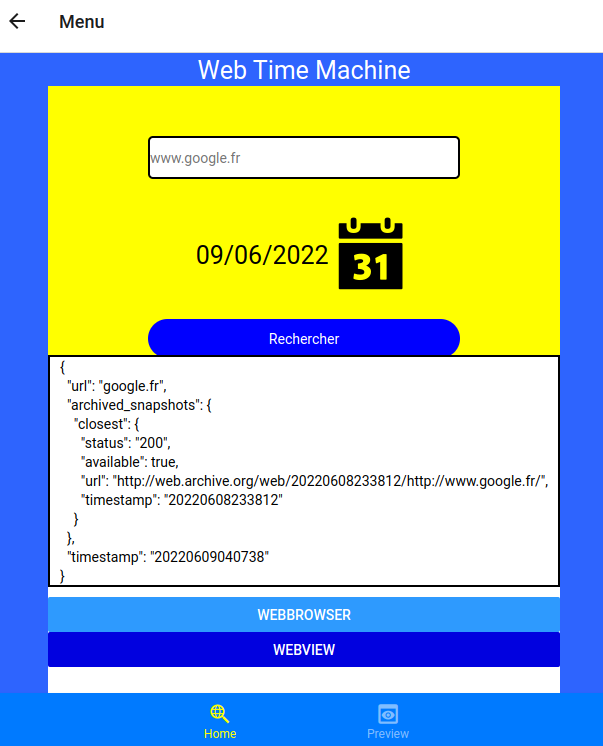 Menu
Web Time Machine
www.google.fr
09/06/2022
31
Rechercher
{
"url": "google.fr",
"archived_snapshots": {
"closest": {
"status": "200",
"available": true,
"url": "http://web.archive.org/web/20220608233812/http://www.google.fr/",
"timestamp": "20220608233812"
}
},
"timestamp": "20220609040738"
}
WEBBROWSER
WEBVIEW
Home
Preview